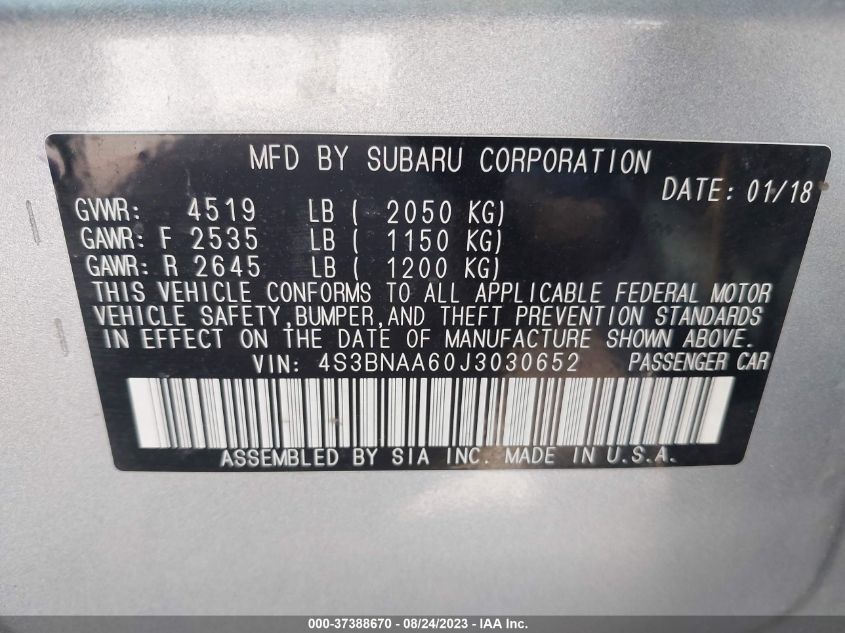 MFD BY SUBARU CORPORATION
DATE: 01/18
GVWR: 4519 LB ( 2050 KG)
GAWR: F 2535 LB ( 1150 KG)
GAWR: R 2645 LB ( 1200 KG)
THIS VEHICLE CONFORMS TO ALL APPLICABLE FEDERAL MOTOR
VEHICLE SAFETY,BUMPER,AND THEFT PREVENTION STANDARDS
IN EFFECT ON THE DATE OF MANUFACTURE SHOWN ABOVE.
VIN: 4S3BNAA60J3030652 PASSENGER CAR
ASSEMBLED BY SIA INC. MADE IN U.S.A.
000-37388670 - 08/24/2023 - IAA Inc.